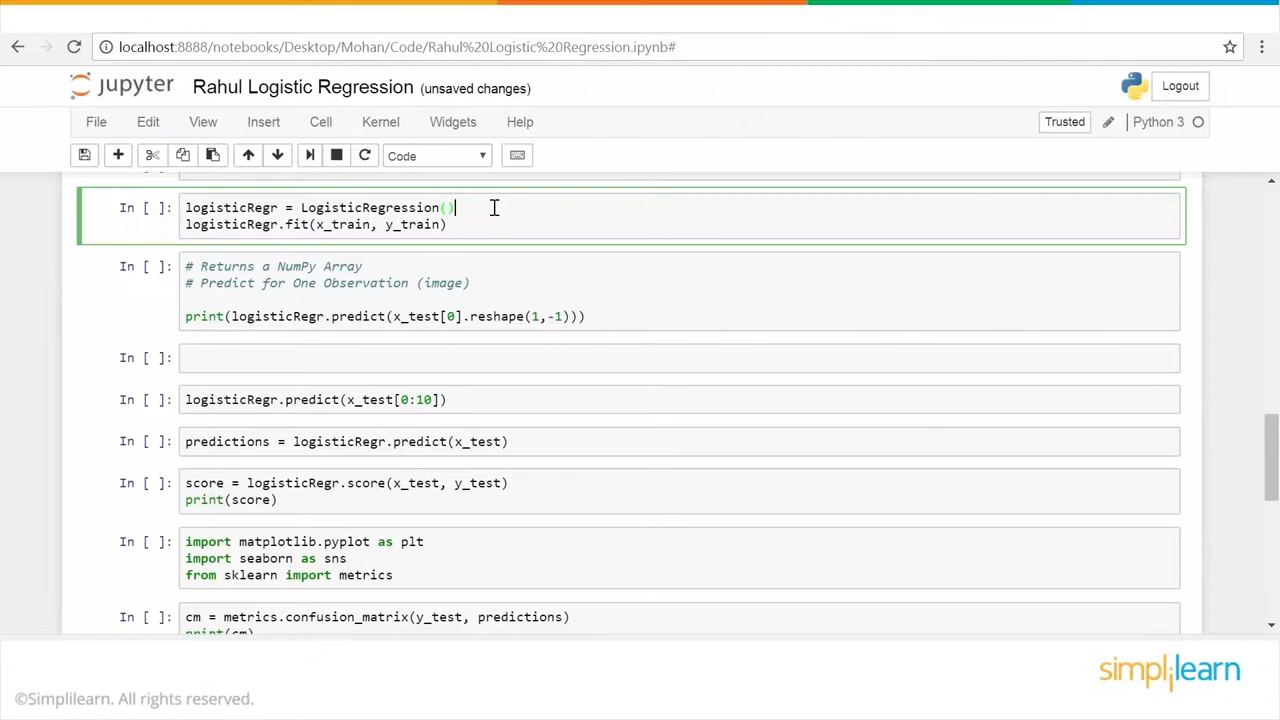 localhost:8888/notebooks/Desktop/Mohan/Code/Rahul%20Logistic%20Regression.ipynb#
jupyter Rahul Logistic Regression (unsaved changes) Logout
File Edit View Insert Cell Kernel Widgets Help Trusted Python 3
Code
In [ ]: logisticRegr = LogisticRegression()
logisticRegr.fit(x_train, y_train)
In [ ]: # Returns a NumPy Array
# Predict for One Observation (image)
print(logisticRegr.predict(x_test[0].reshape(1,-1)))
In [ ]:
In [ ]: logisticRegr.predict(x_test[0:10])
In [ ]: predictions = logisticRegr.predict(x_test)
In [ ]: score = logisticRegr.score(x_test, y_test)
print(score)
In [ ]: import matplotlib.pyplot as plt
import seaborn as sns
from sklearn import metrics
In [ ]: cm = metrics.confusion_matrix(y_test, predictions)
print(cm)
simplilearn
©Simplilearn. All rights reserved.